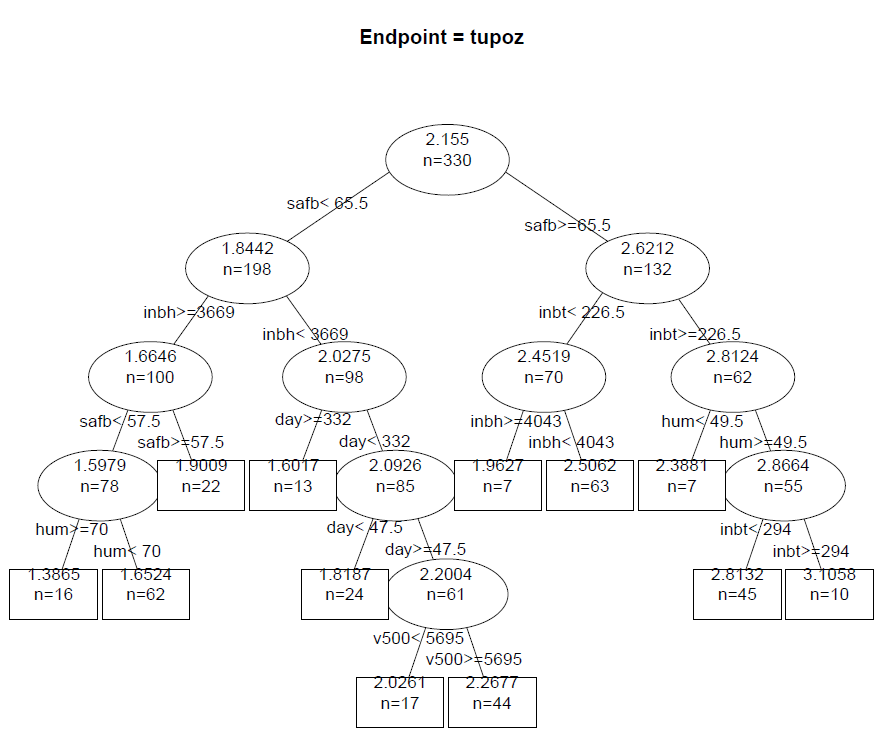 Endpoint = tupoz
2.155
n=330
safb< 65.5
safb>=65.5
1.8442
n=198
2.6212
n=132
inbh>=3669
inbh< 3669
inbt< 226.5
inbt>=226.5
1.6646
n=100
2.0275
n=98
2.4519
n=70
2.8124
n=62
safb< 57.5
safb>=57.5
day>=332
day< 332
inbh>=4043
inbh< 4043
hum< 49.5
hum>=49.5
1.5979
n=78
1.9009
n=22
1.6017
n=13
2.0926
n=85
1.9627
n=7
2.5062
n=63
2.3881
n=7
2.8664
n=55
hum>=70
hum< 70
day< 47.5
day>=47.5
inbt< 294
inbt>=294
1.3865
n=16
1.6524
n=62
1.8187
n=24
2.2004
n=61
2.8132
n=45
3.1058
n=10
v500< 5695
v500>=5695
2.0261
n=17
2.2677
n=44